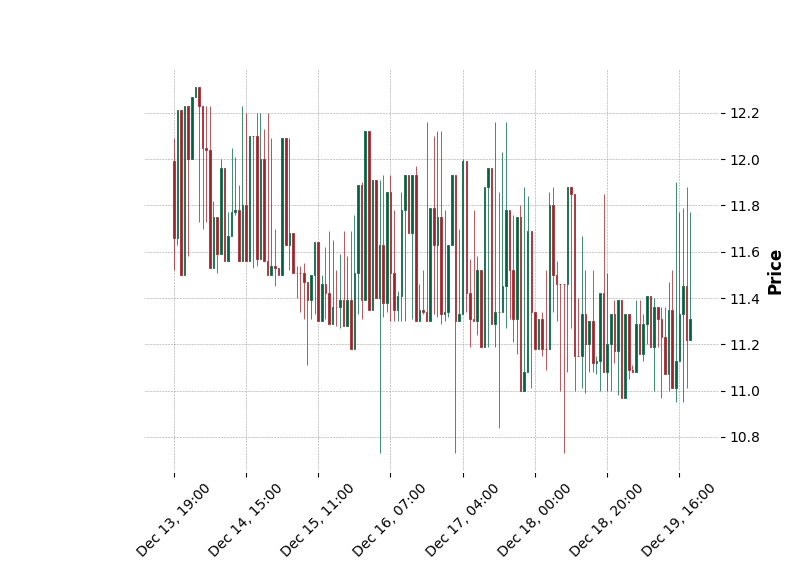 12.2
12.0
11.8
11.6
11.4
11.2
11.0
10.8
Price
Dec 13, 19:00
Dec 14, 15:00
Dec 15, 11:00
Dec 16, 07:00
Dec 17, 04:00
Dec 18, 00:00
Dec 18, 20:00
Dec 19, 16:00